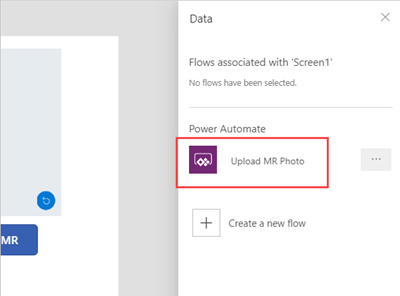 Data
Flows associated with 'Screen1'
No flows have been selected.
Power Automate
Upload MR Photo
...
MR
Create a new flow